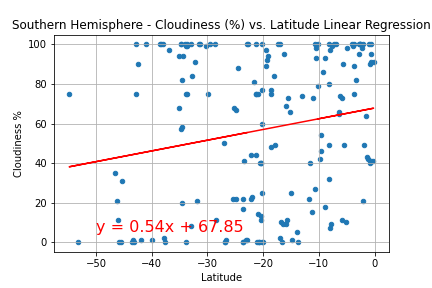 Southern Hemisphere - Cloudiness (%) vs. Latitude Linear Regression
100
80
60
40
20
0
Cloudiness %
y = 0.54x + 67.85
−50 −40 −30 −20 −10 0
Latitude